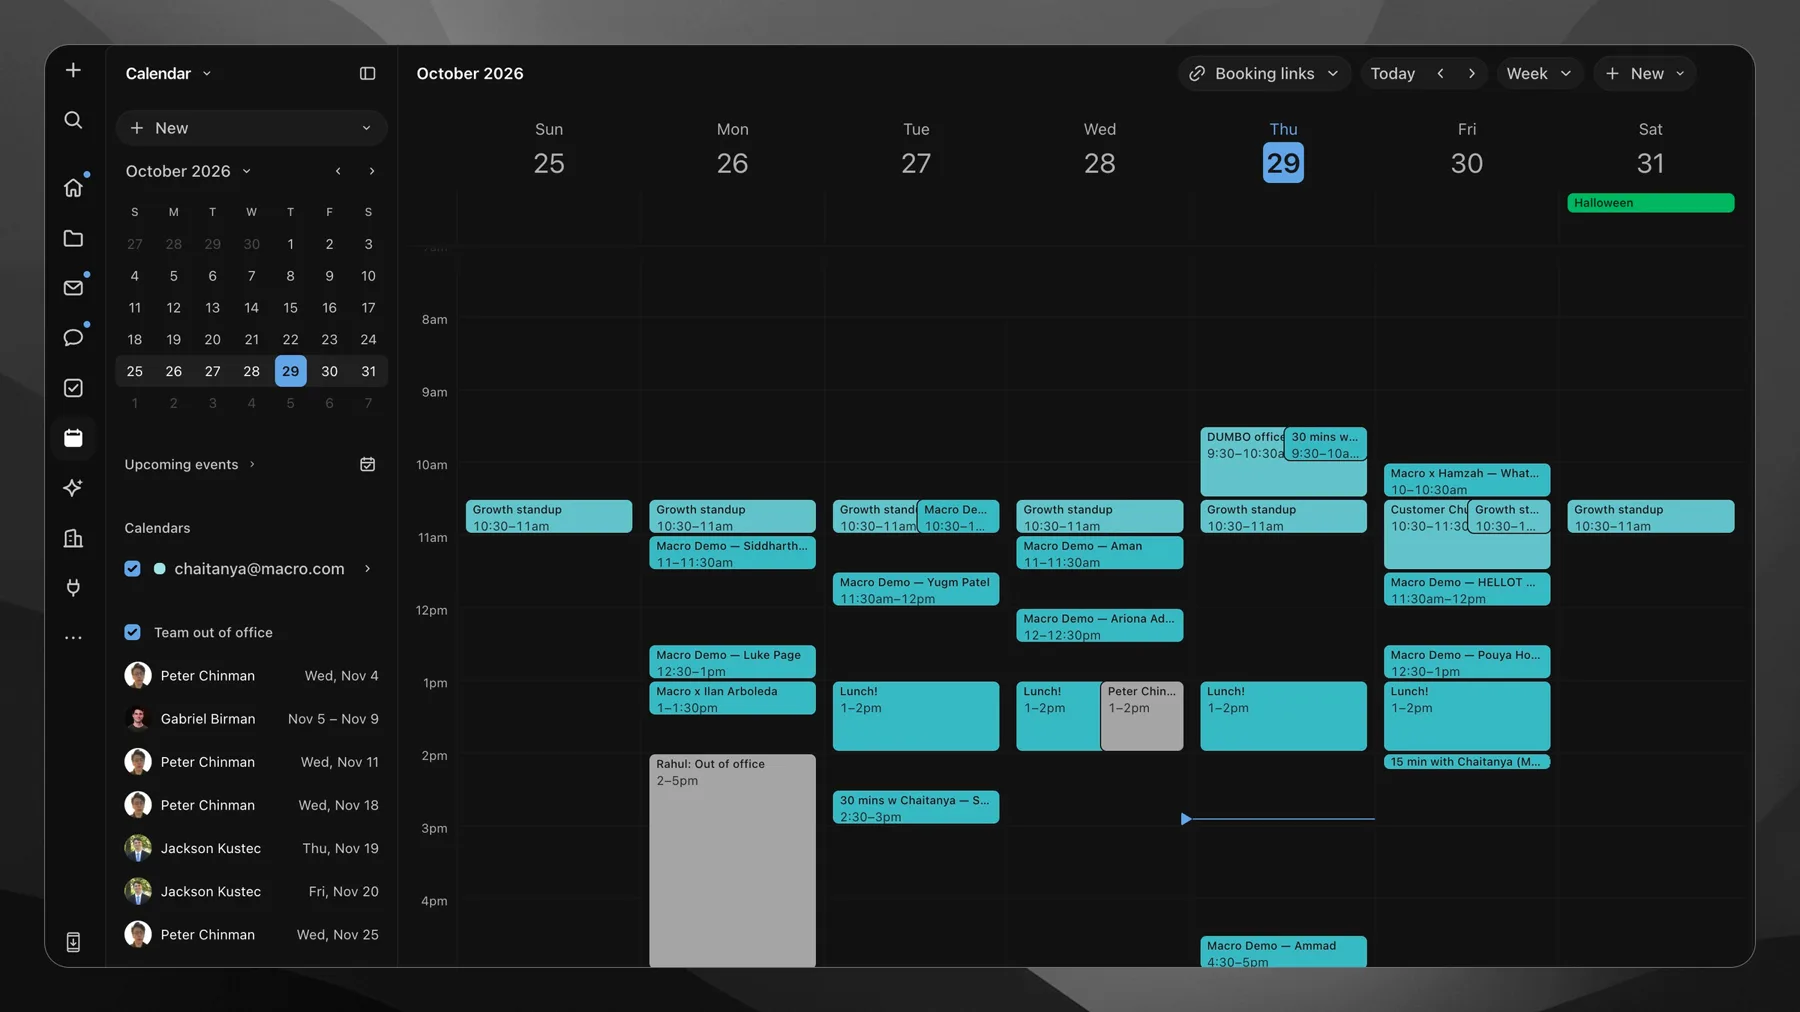 Calendar
New
October 2026
S M T W T F S
27 28 29 30 1 2 3
4 5 6 7 8 9 10
11 12 13 14 15 16 17
18 19 20 21 22 23 24
25 26 27 28 29 30 31
1 2 3 4 5 6 7
Upcoming events
Calendars
chaitanya@macro.com
Team out of office
Peter Chinman Wed, Nov 4
Gabriel Birman Nov 5 – Nov 9
Peter Chinman Wed, Nov 11
Peter Chinman Wed, Nov 18
Jackson Kustec Thu, Nov 19
Jackson Kustec Fri, Nov 20
Peter Chinman Wed, Nov 25
October 2026
Booking links
Today
Week
New
Sun Mon Tue Wed Thu Fri Sat
25 26 27 28 29 30 31
Halloween
8am
9am
10am
11am
12pm
1pm
2pm
3pm
4pm
Growth standup
10:30–11am
Growth standup
10:30–11am
Macro Demo — Siddharth...
11–11:30am
Macro Demo — Luke Page
12:30–1pm
Macro x Ilan Arboleda
1–1:30pm
Rahul: Out of office
2–5pm
Growth stand
10:30–11am
Macro De...
10:30–1...
Macro Demo — Yugm Patel
11:30am–12pm
Lunch!
1–2pm
30 mins w Chaitanya — S...
2:30–3pm
Growth standup
10:30–11am
Macro Demo — Aman
11–11:30am
Macro Demo — Ariona Ad...
12–12:30pm
Lunch!
1–2pm
Peter Chin...
1–2pm
DUMBO office
9:30–10:30a
30 mins w...
9:30–10a...
Growth standup
10:30–11am
Lunch!
1–2pm
Macro Demo — Ammad
4:30–5pm
Macro x Hamzah — What...
10–10:30am
Customer Chu
10:30–11:30
Growth st...
10:30–1...
Macro Demo — HELLOT ...
11:30am–12pm
Macro Demo — Pouya Ho...
12:30–1pm
Lunch!
1–2pm
15 min with Chaitanya (M...
Growth standup
10:30–11am